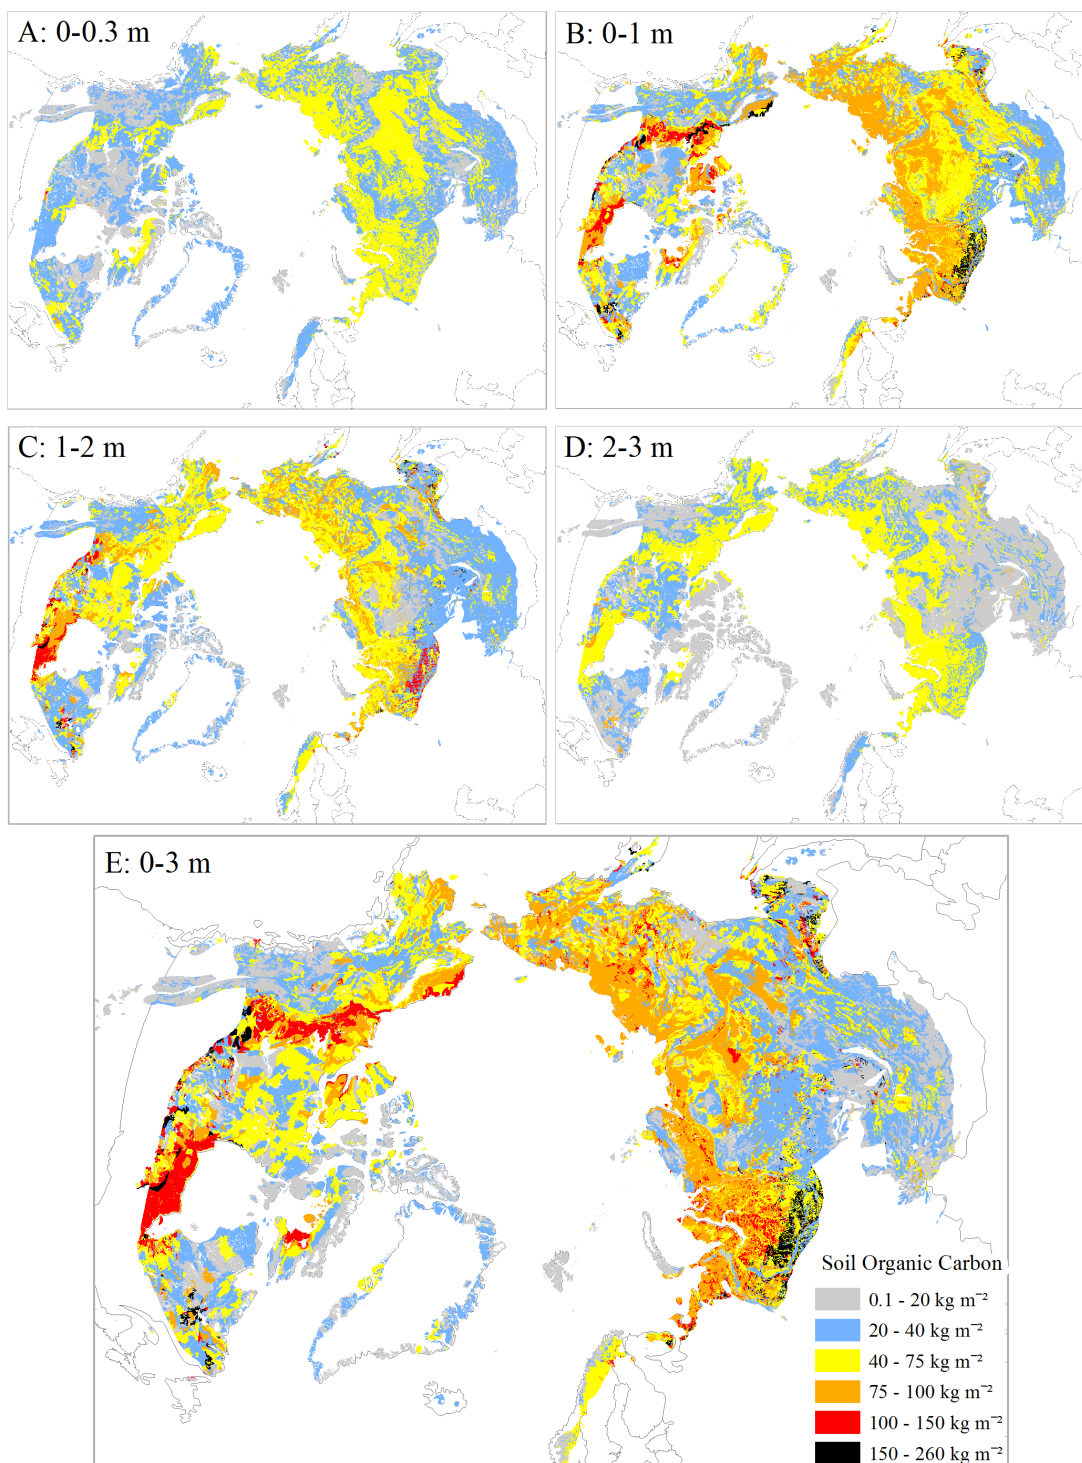 A: 0-0.3 m
B: 0-1 m
C: 1-2 m
D: 2-3 m
E: 0-3 m
Soil Organic Carbon
0.1 - 20 kg m⁻²
20 - 40 kg m⁻²
40 - 75 kg m⁻²
75 - 100 kg m⁻²
100 - 150 kg m⁻²
150 - 260 kg m⁻²